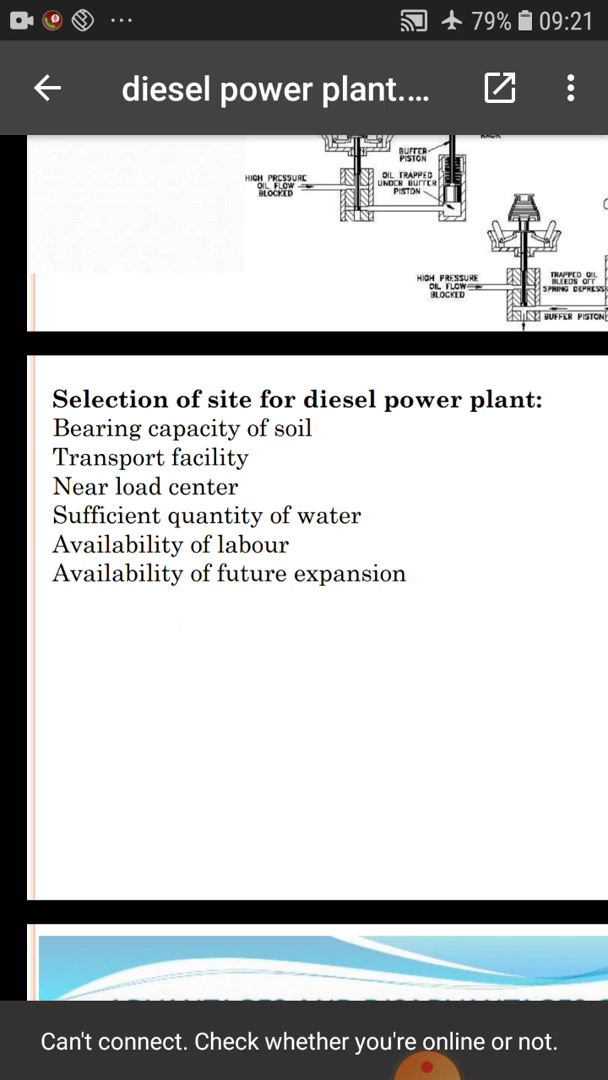 79% 09:21
diesel power plant....
BUFFER
PISTON
HIGH PRESSURE
OIL FLOW
BLOCKED
OIL TRAPPED
UNDER BUFFER
PISTON
HIGH PRESSURE
OIL FLOW
BLOCKED
TRAPPED OIL
BLEEDS OFF
SPRING DEPRESS
BUFFER PISTON
Selection of site for diesel power plant:
Bearing capacity of soil
Transport facility
Near load center
Sufficient quantity of water
Availability of labour
Availability of future expansion
Can't connect. Check whether you're online or not.